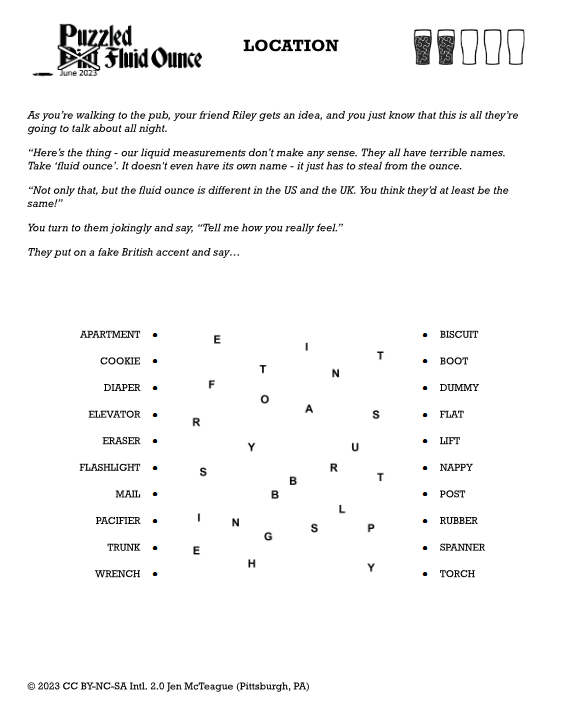 Puzzled
Pint Fluid Ounce
June 2023
LOCATION
As you're walking to the pub, your friend Riley gets an idea, and you just know that this is all they're
going to talk about all night.
“Here's the thing - our liquid measurements don't make any sense. They all have terrible names.
Take ‘fluid ounce’. It doesn't even have its own name - it just has to steal from the ounce.
“Not only that, but the fluid ounce is different in the US and the UK. You think they'd at least be the
same!”
You turn to them jokingly and say, “Tell me how you really feel.”
They put on a fake British accent and say…
APARTMENT • E I • BISCUIT
T
COOKIE • T N • BOOT
DIAPER • F • DUMMY
O A
ELEVATOR • R S • FLAT
ERASER • Y U • LIFT
FLASHLIGHT • S R T • NAPPY
B
MAIL • B • POST
L
PACIFIER • I N S P • RUBBER
G
TRUNK • E • SPANNER
H Y
WRENCH • • TORCH
© 2023 CC BY-NC-SA Intl. 2.0 Jen McTeague (Pittsburgh, PA)